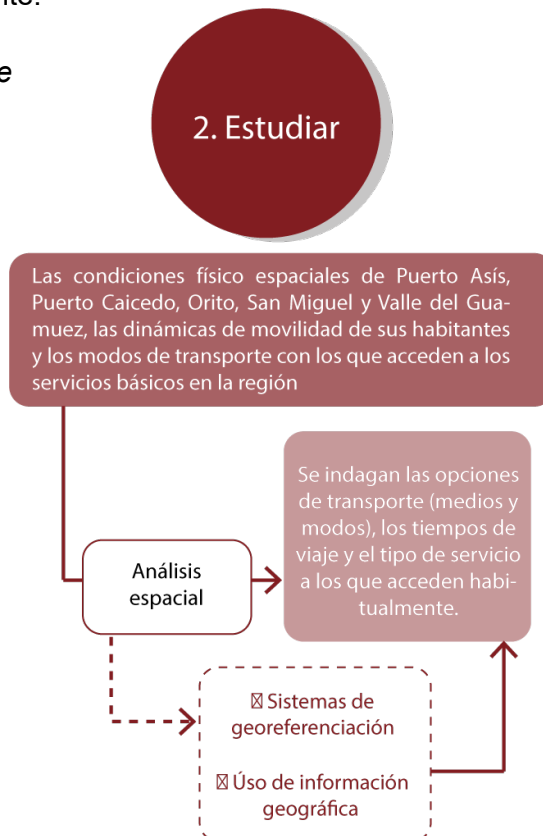 nto.
e
2. Estudiar
Las condiciones físico espaciales de Puerto Asís,
Puerto Caicedo, Orito, San Miguel y Valle del Gua-
muez, las dinámicas de movilidad de sus habitantes
y los modos de transporte con los que acceden a los
servicios básicos en la región
Se indagan las opciones
de transporte (medios y
modos), los tiempos de
viaje y el tipo de servicio
a los que acceden habi-
tualmente.
Análisis
espacial
Sistemas de
georeferenciación
Úso de información
geográfica